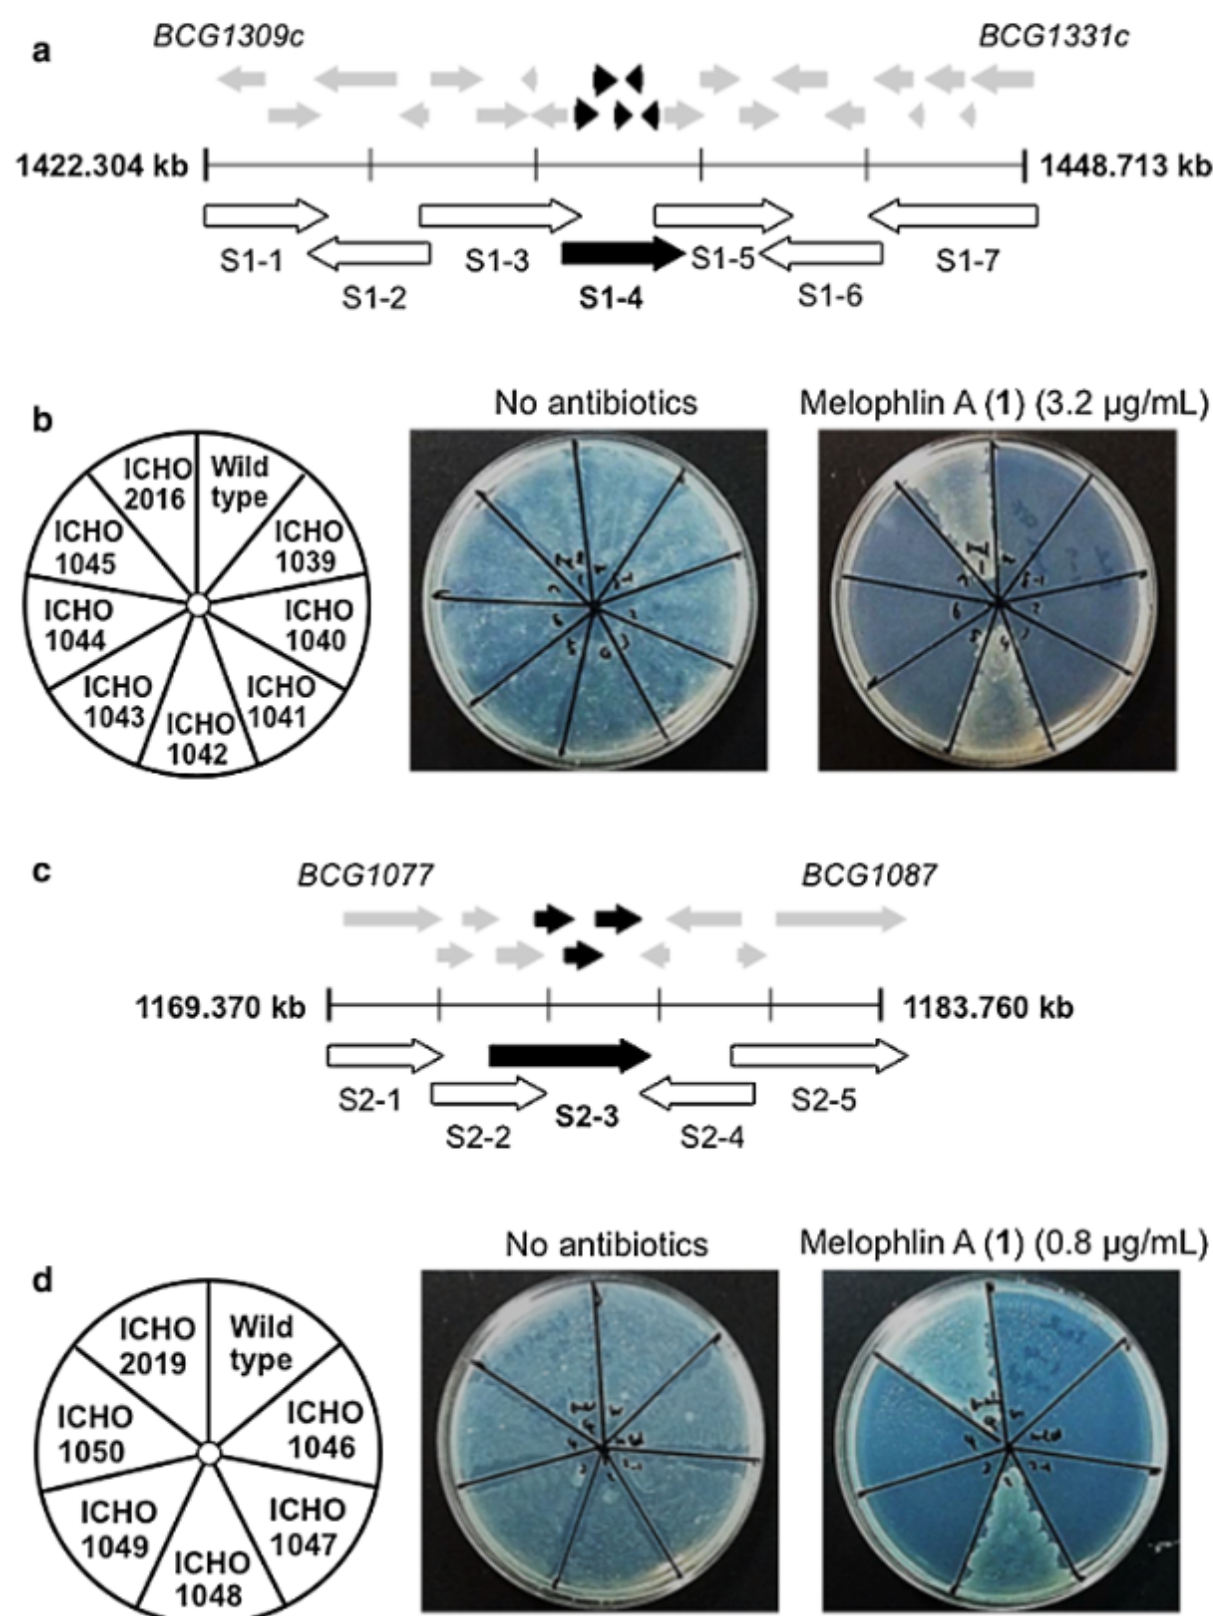 a
BCG1309c
BCG1331c
1422.304 kb
1448.713 kb
S1-1
S1-2
S1-3
S1-4
S1-5
S1-6
S1-7
b
No antibiotics
Melophlin A (1) (3.2 µg/mL)
ICHO
2016
Wild
type
ICHO
1039
ICHO
1040
ICHO
1041
ICHO
1042
ICHO
1043
ICHO
1044
ICHO
1045
c
BCG1077
BCG1087
1169.370 kb
1183.760 kb
S2-1
S2-2
S2-3
S2-4
S2-5
d
No antibiotics
Melophlin A (1) (0.8 µg/mL)
ICHO
2019
Wild
type
ICHO
1046
ICHO
1047
ICHO
1048
ICHO
1049
ICHO
1050